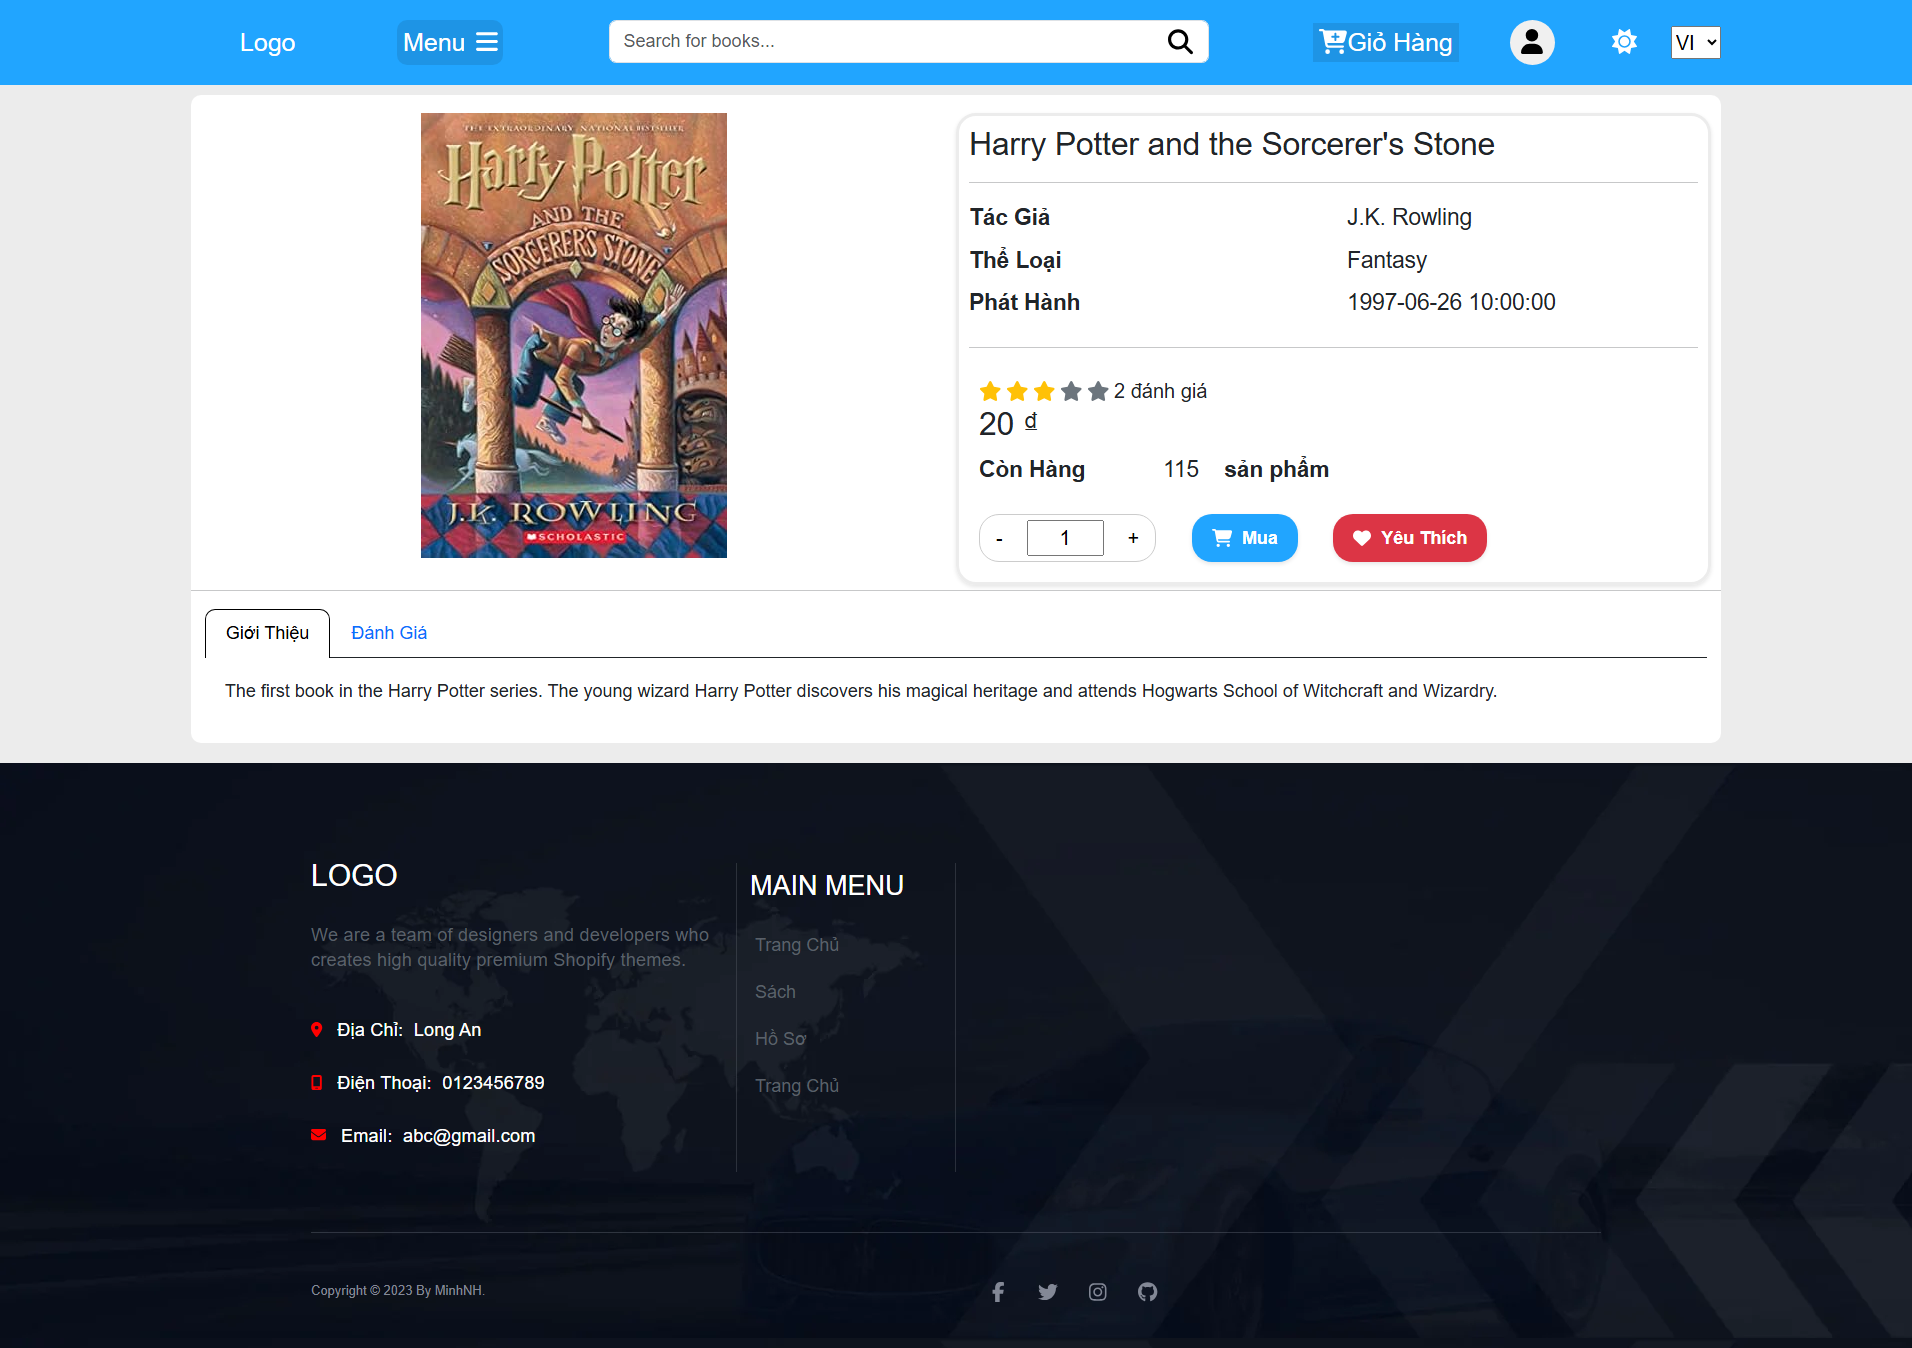 Logo
Menu
Search for books...
Giỏ Hàng
VI
THE EXTRAORDINARY NATIONAL BESTSELLER
Harry Potter
AND THE
SORCERER'S STONE
J.K. ROWLING
SCHOLASTIC
Harry Potter and the Sorcerer's Stone
Tác Giả J.K. Rowling
Thể Loại Fantasy
Phát Hành 1997-06-26 10:00:00
2 đánh giá
20 ₫
Còn Hàng 115 sản phẩm
- 1 + Mua Yêu Thích
Giới Thiệu Đánh Giá
The first book in the Harry Potter series. The young wizard Harry Potter discovers his magical heritage and attends Hogwarts School of Witchcraft and Wizardry.
LOGO
We are a team of designers and developers who
creates high quality premium Shopify themes.
Địa Chỉ: Long An
Điện Thoại: 0123456789
Email: abc@gmail.com
MAIN MENU
Trang Chủ
Sách
Hồ Sơ
Trang Chủ
Copyright © 2023 By MinhNH.